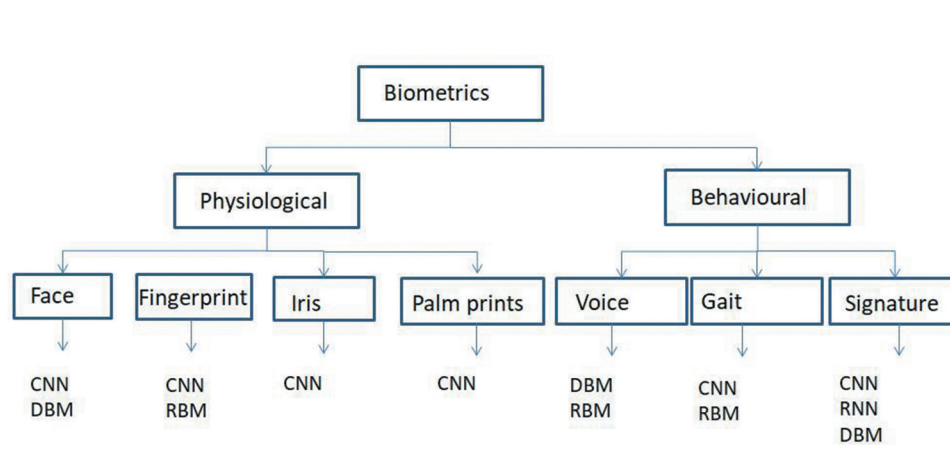 Biometrics
Physiological
Behavioural
Face
Fingerprint
Iris
Palm prints
Voice
Gait
Signature
CNN
DBM
CNN
RBM
CNN
CNN
DBM
RBM
CNN
RBM
CNN
RNN
DBM